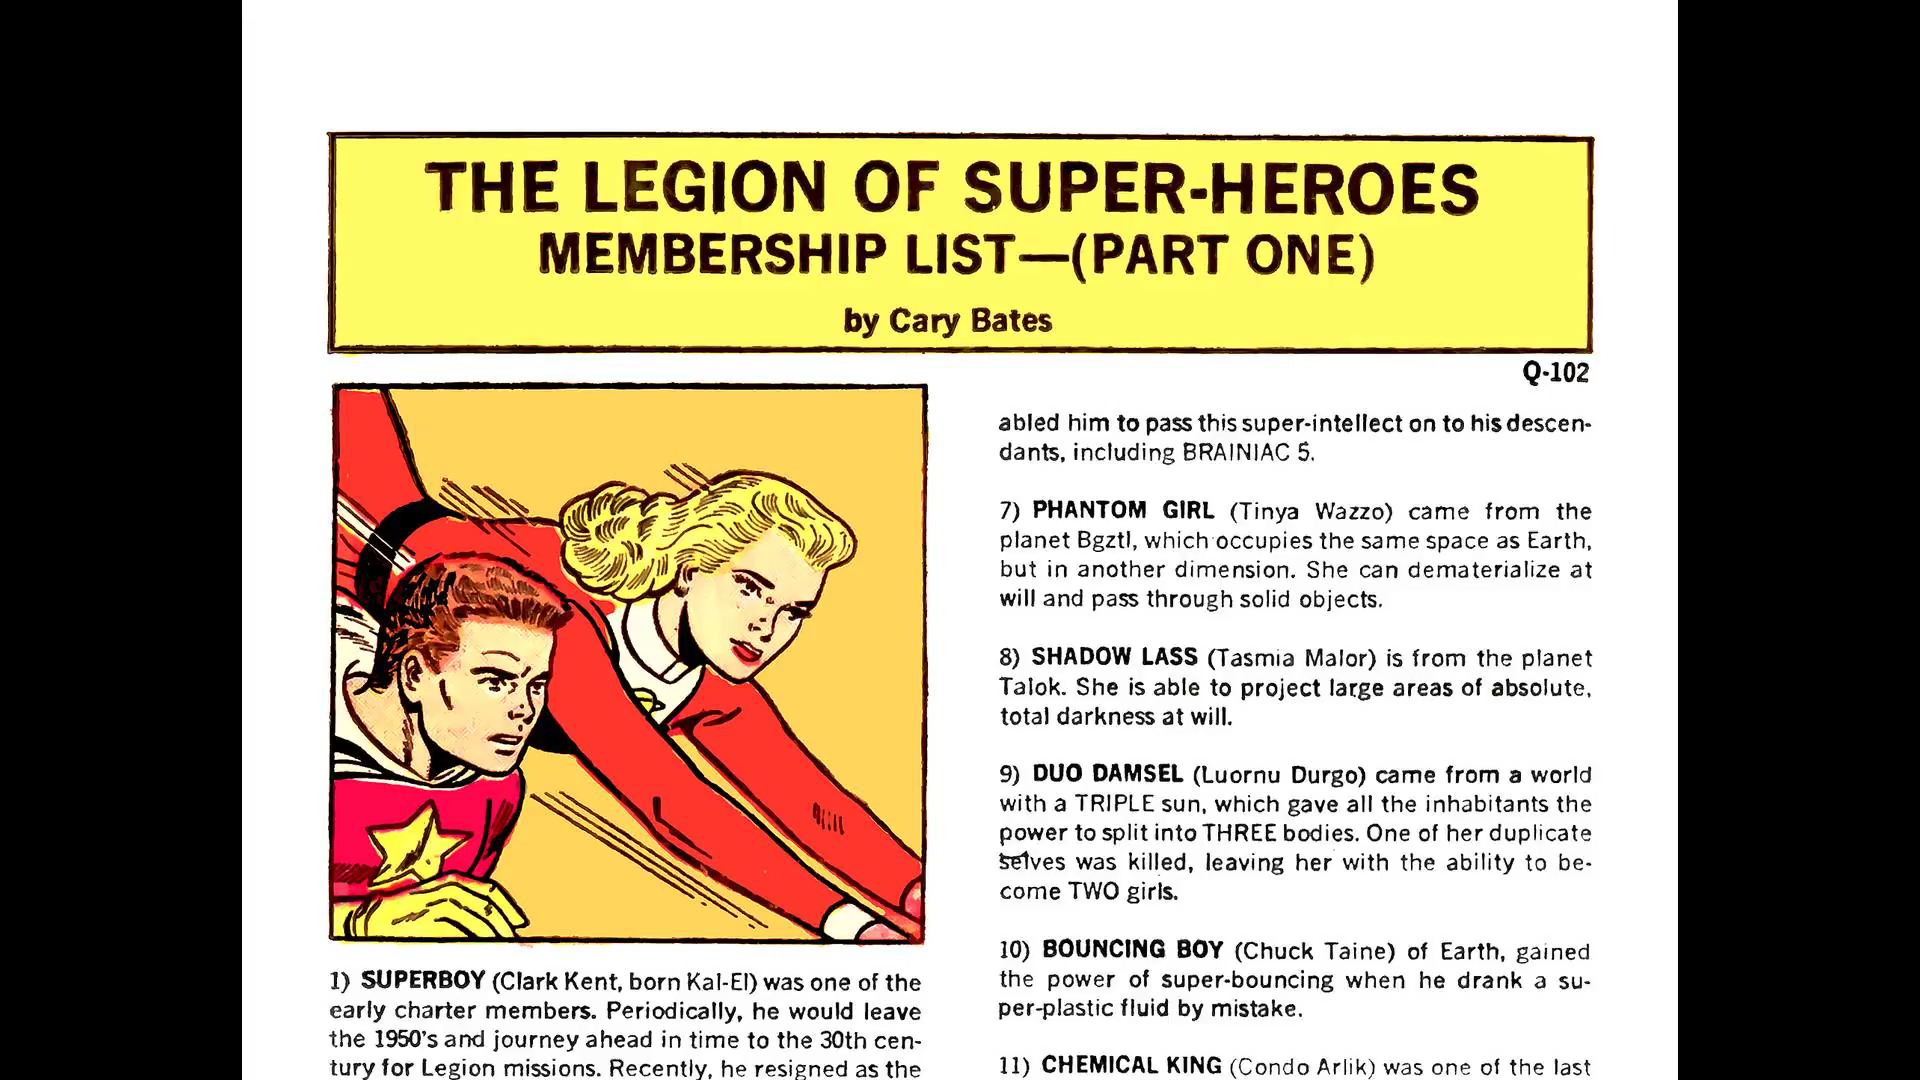 THE LEGION OF SUPER-HEROES
MEMBERSHIP LIST—(PART ONE)
by Cary Bates
Q-102
1) SUPERBOY (Clark Kent, born Kal-El) was one of the
early charter members. Periodically, he would leave
the 1950's and journey ahead in time to the 30th cen-
tury for Legion missions. Recently, he resigned as the
abled him to pass this super-intellect on to his descen-
dants, including BRAINIAC 5.
7) PHANTOM GIRL (Tinya Wazzo) came from the
planet Bgztl, which occupies the same space as Earth,
but in another dimension. She can dematerialize at
will and pass through solid objects.
8) SHADOW LASS (Tasmia Malor) is from the planet
Talok. She is able to project large areas of absolute,
total darkness at will.
9) DUO DAMSEL (Luornu Durgo) came from a world
with a TRIPLE sun, which gave all the inhabitants the
power to split into THREE bodies. One of her duplicate
selves was killed, leaving her with the ability to be-
come TWO girls.
10) BOUNCING BOY (Chuck Taine) of Earth, gained
the power of super-bouncing when he drank a su-
per-plastic fluid by mistake.
11) CHEMICAL KING (Condo Arlik) was one of the last